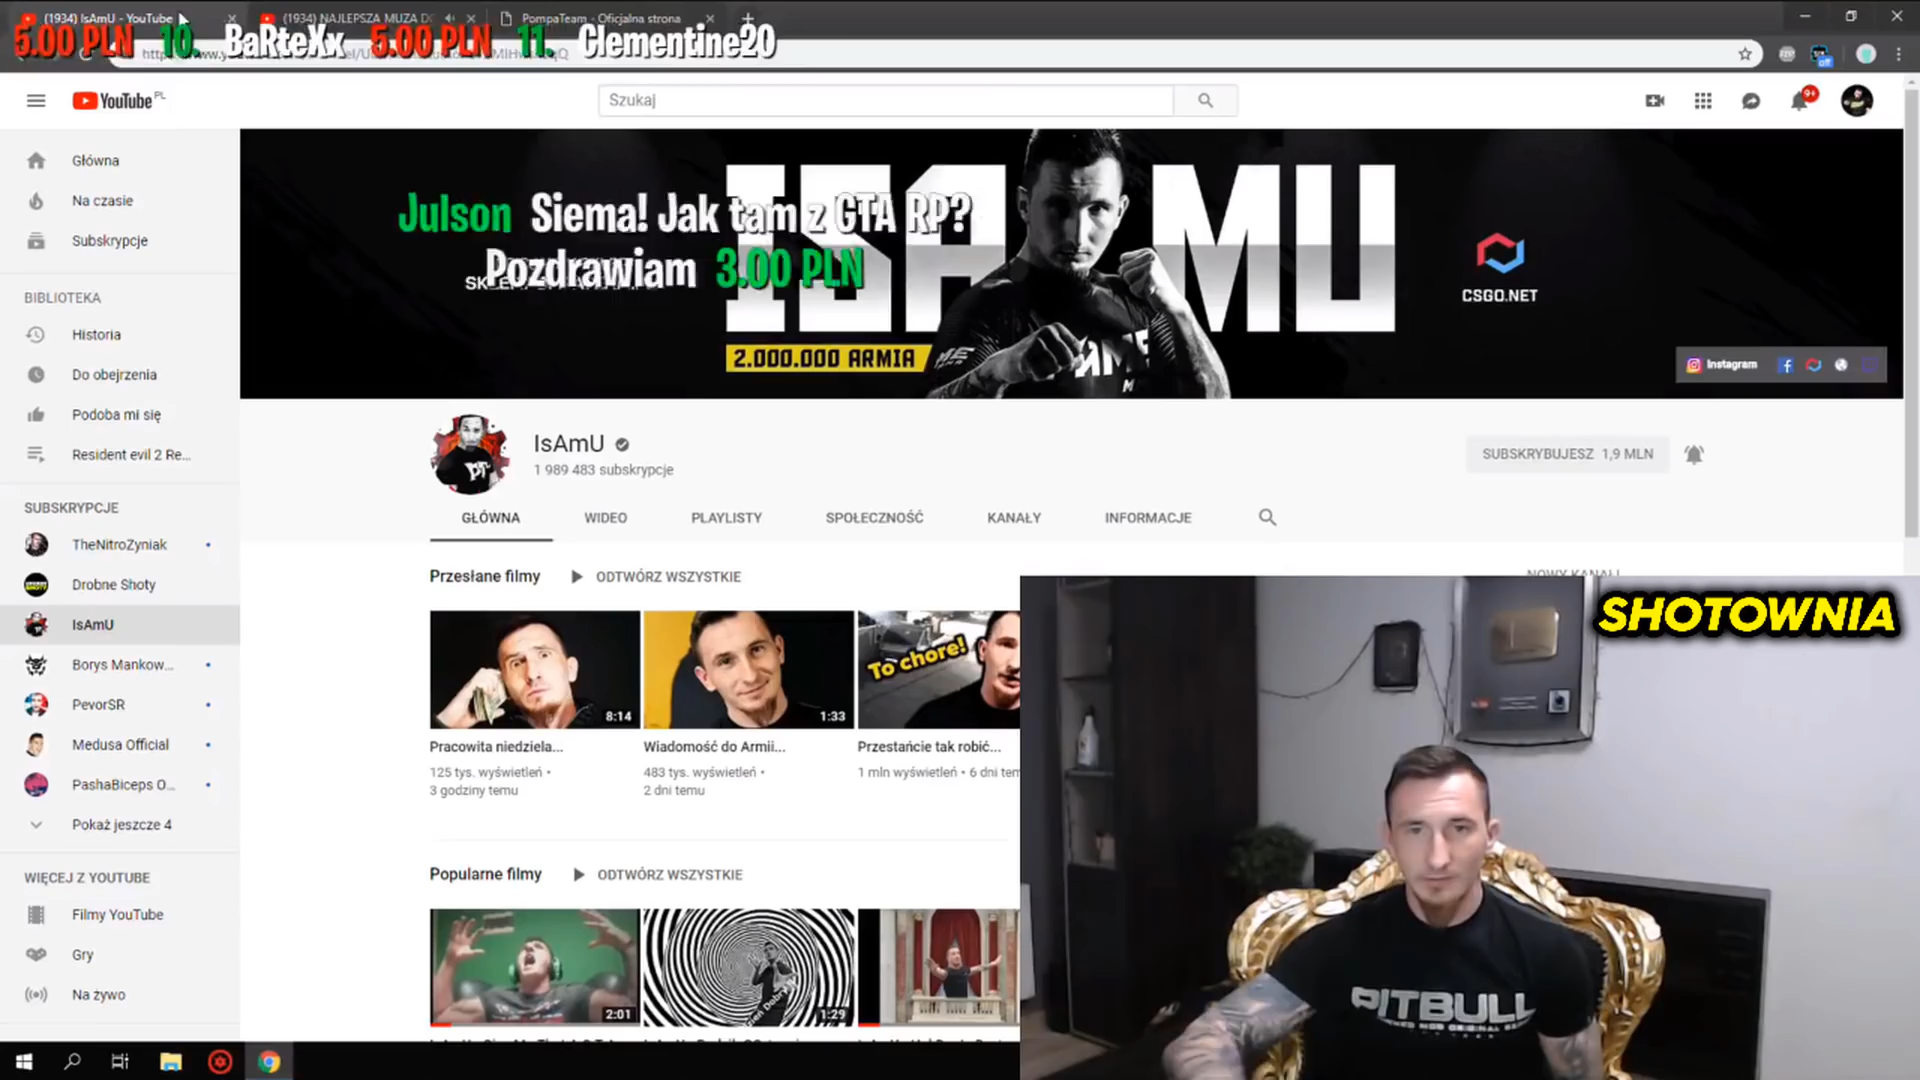 (1934) IsAmU - YouTube
(1934) NAJLEPSZA MUZA DO
PompaTeam - Oficjalna strona
5.00 PLN 10. BaRteXx 5.00 PLN 11. Clementine20
YouTube PL
Szukaj
9+
off
Główna
Na czasie
Subskrypcje
BIBLIOTEKA
Historia
Do obejrzenia
Podoba mi się
Resident evil 2 Re...
SUBSKRYPCJE
TheNitroZyniak
Drobne Shoty
IsAmU
Borys Mankow...
PevorSR
Medusa Official
PashaBiceps O...
Pokaż jeszcze 4
WIĘCEJ Z YOUTUBE
Filmy YouTube
Gry
Na żywo
ISAMU
Julson Siema! Jak tam z GTA RP?
Pozdrawiam 3.00 PLN
2.000.000 ARMIA
CSGO.NET
Instagram
IsAmU
1 989 483 subskrypcje
SUBSKRYBUJESZ 1,9 MLN
GŁÓWNA
WIDEO
PLAYLISTY
SPOŁECZNOŚĆ
KANAŁY
INFORMACJE
Przesłane filmy
ODTWÓRZ WSZYSTKIE
8:14
1:33
To chore!
Pracowita niedziela...
125 tys. wyświetleń •
3 godziny temu
Wiadomość do Armii...
483 tys. wyświetleń •
2 dni temu
Przestańcie tak robić...
1 mln wyświetleń • 6 dni tem
Popularne filmy
ODTWÓRZ WSZYSTKIE
2:01
Dzień Dobry
1:29
SHOTOWNIA
PITBULL